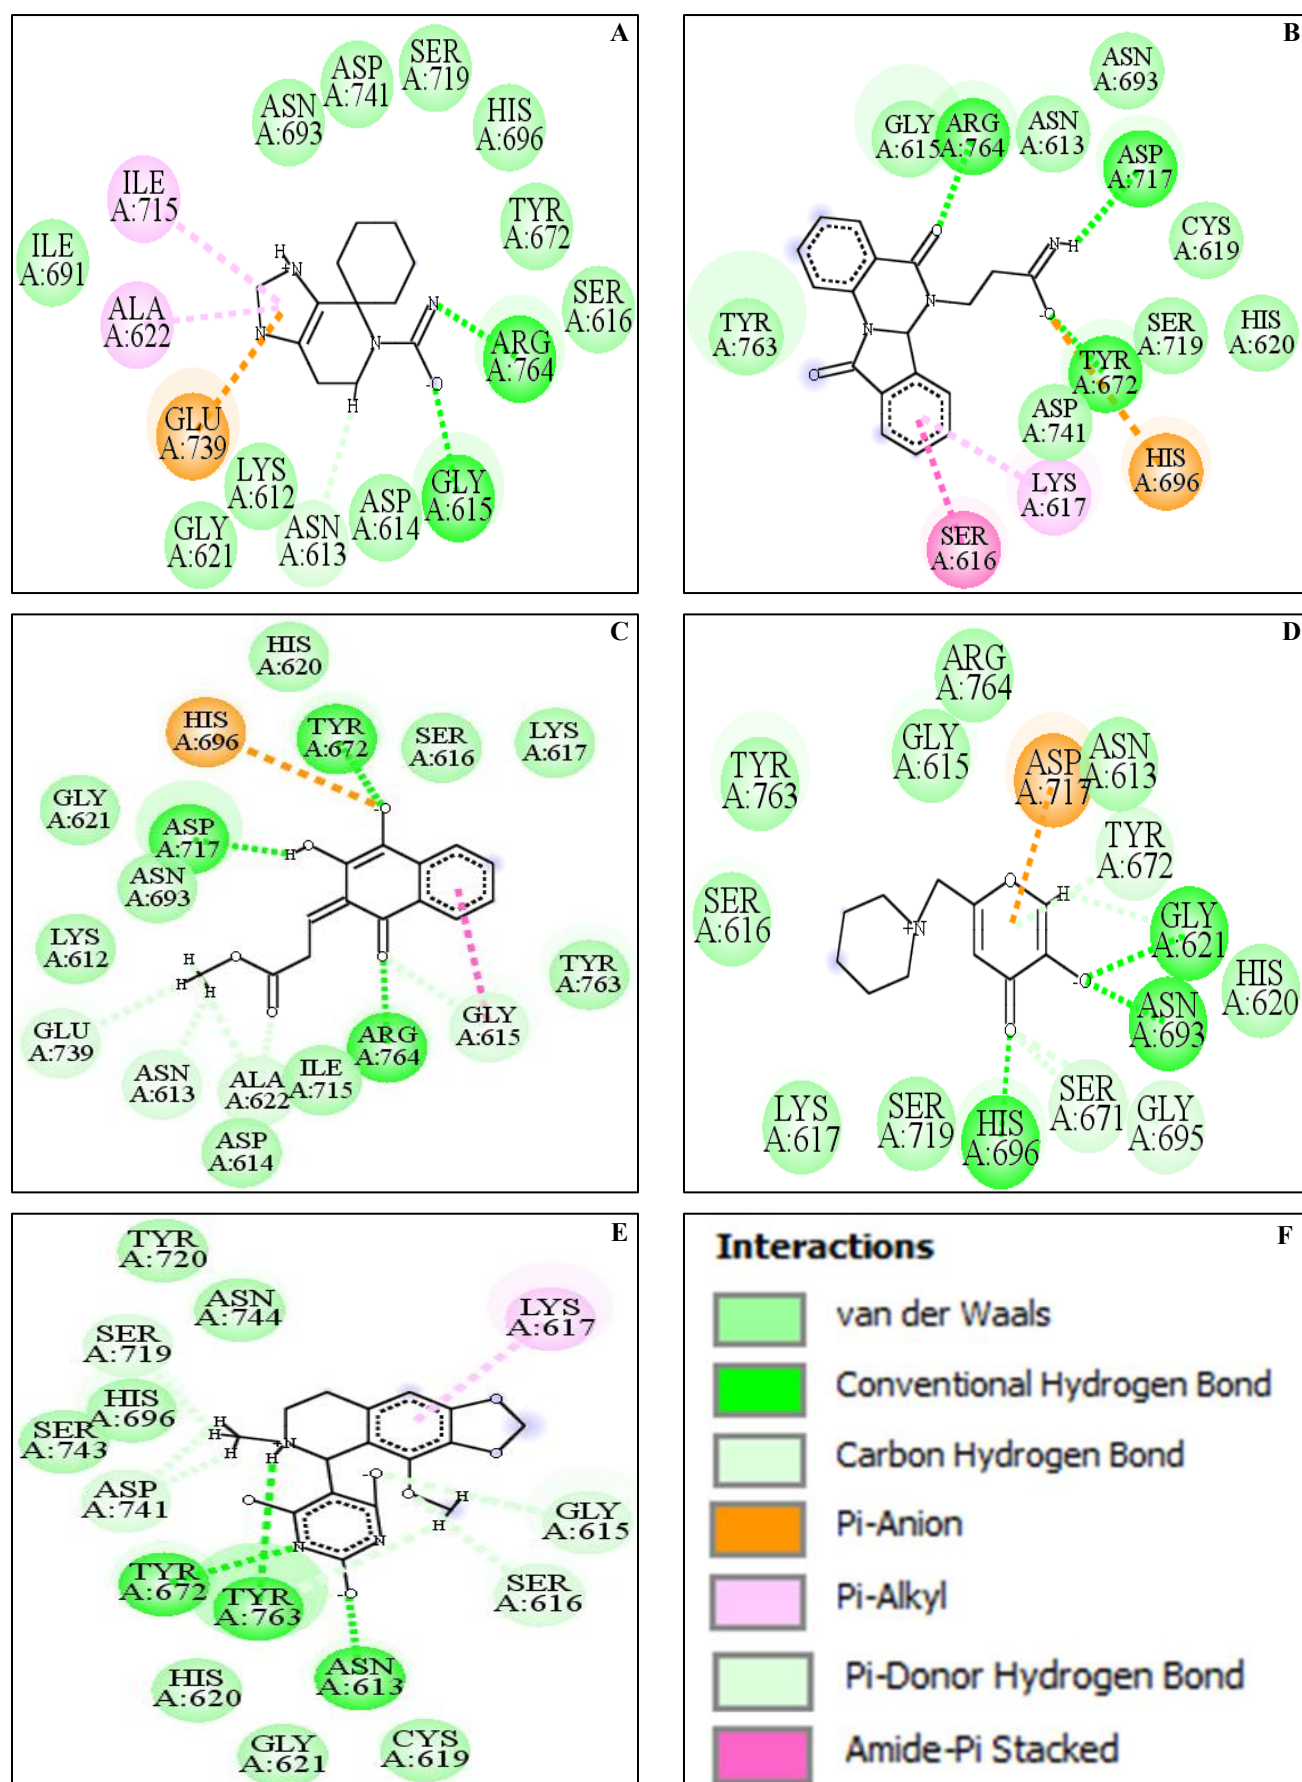 A
ASN
A:693
ASP
A:741
SER
A:719
HIS
A:696
ILE
A:715
TYR
A:672
ILE
A:691
H
+N
ALA
A:622
N
N
N
SER
A:616
ARG
A:764
-O
H
GLU
A:739
LYS
A:612
GLY
A:621
ASN
A:613
ASP
A:614
GLY
A:615
B
ASN
A:693
GLY
A:615
ARG
A:764
ASN
A:613
ASP
A:717
CYS
A:619
O
N
H
N
-O
TYR
A:763
N
O
TYR
A:672
SER
A:719
HIS
A:620
ASP
A:741
HIS
A:696
LYS
A:617
SER
A:616
C
HIS
A:620
HIS
A:696
TYR
A:672
SER
A:616
LYS
A:617
GLY
A:621
-O
ASP
A:717
H
O
ASN
A:693
LYS
A:612
O
O
H
H
O
TYR
A:763
GLU
A:739
ASN
A:613
ALA
A:622
ILE
A:715
ARG
A:764
GLY
A:615
ASP
A:614
D
ARG
A:764
GLY
A:615
TYR
A:763
ASP
A:717
ASN
A:613
TYR
A:672
O
H
SER
A:616
N
+
GLY
A:621
-O
HIS
A:620
ASN
A:693
O
LYS
A:617
SER
A:719
HIS
A:696
SER
A:671
GLY
A:695
E
TYR
A:720
ASN
A:744
LYS
A:617
SER
A:719
HIS
A:696
SER
A:743
H
H
N
+
H
O
O
ASP
A:741
-O
O-
O
H
H
N
N
-O
GLY
A:615
TYR
A:672
TYR
A:763
SER
A:616
ASN
A:613
HIS
A:620
GLY
A:621
CYS
A:619
F
Interactions
van der Waals
Conventional Hydrogen Bond
Carbon Hydrogen Bond
Pi-Anion
Pi-Alkyl
Pi-Donor Hydrogen Bond
Amide-Pi Stacked